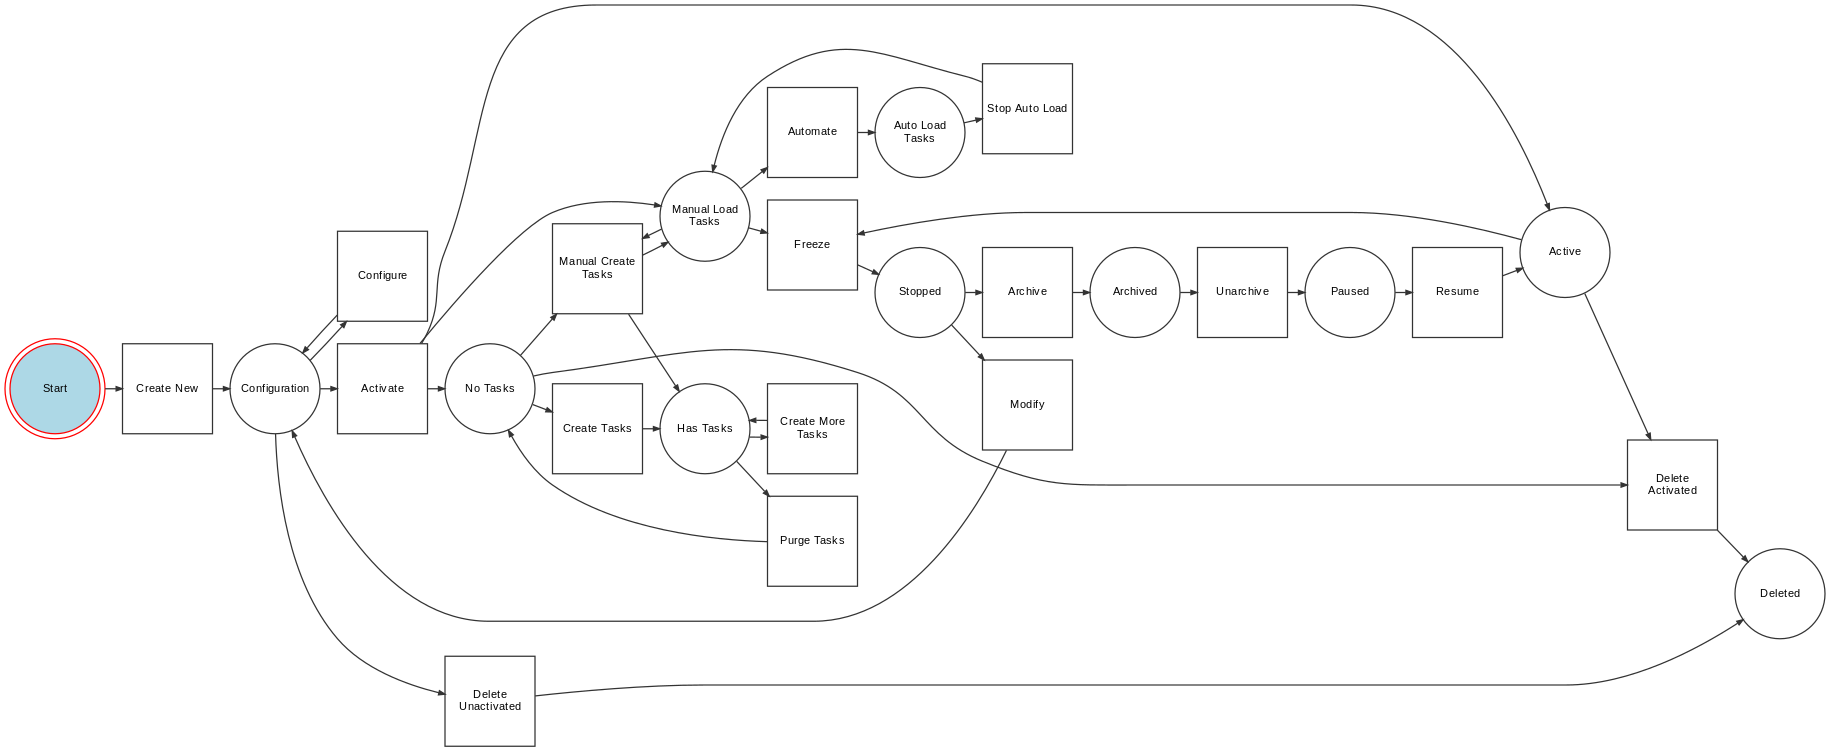 Start
Create New
Configuration
Configure
Activate
No Tasks
Manual Create
Tasks
Create Tasks
Manual Load
Tasks
Has Tasks
Automate
Freeze
Create More
Tasks
Purge Tasks
Auto Load
Tasks
Stop Auto Load
Stopped
Archive
Modify
Archived
Unarchive
Paused
Resume
Active
Delete
Activated
Deleted
Delete
Unactivated